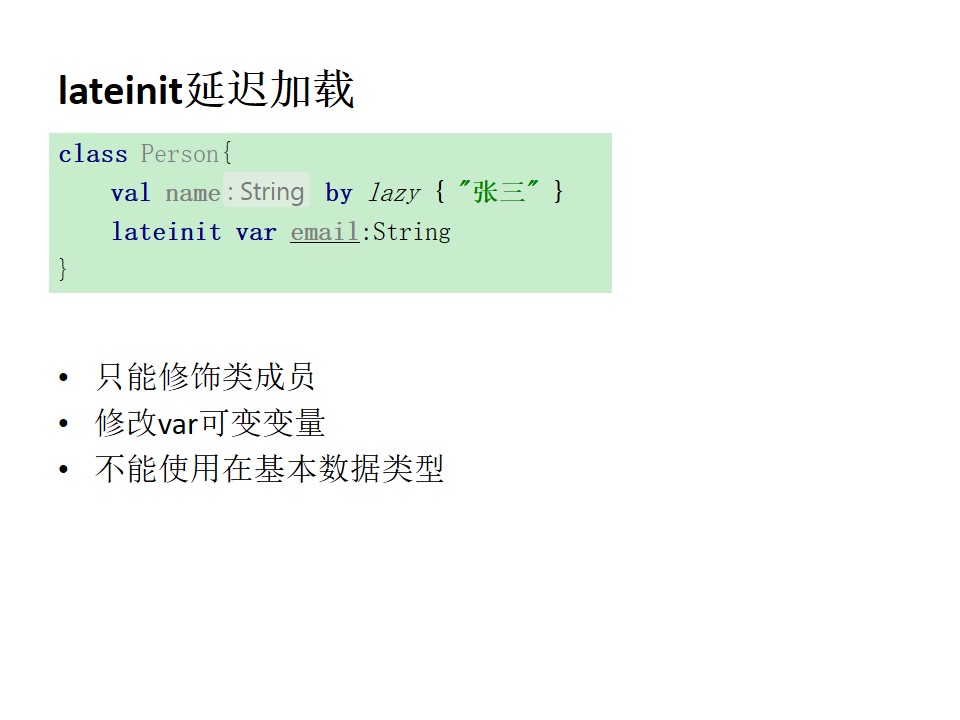 lateinit延迟加载
class Person{
val name : String by lazy { "张三" }
lateinit var email:String
}
• 只能修饰类成员
• 修改var可变变量
• 不能使用在基本数据类型